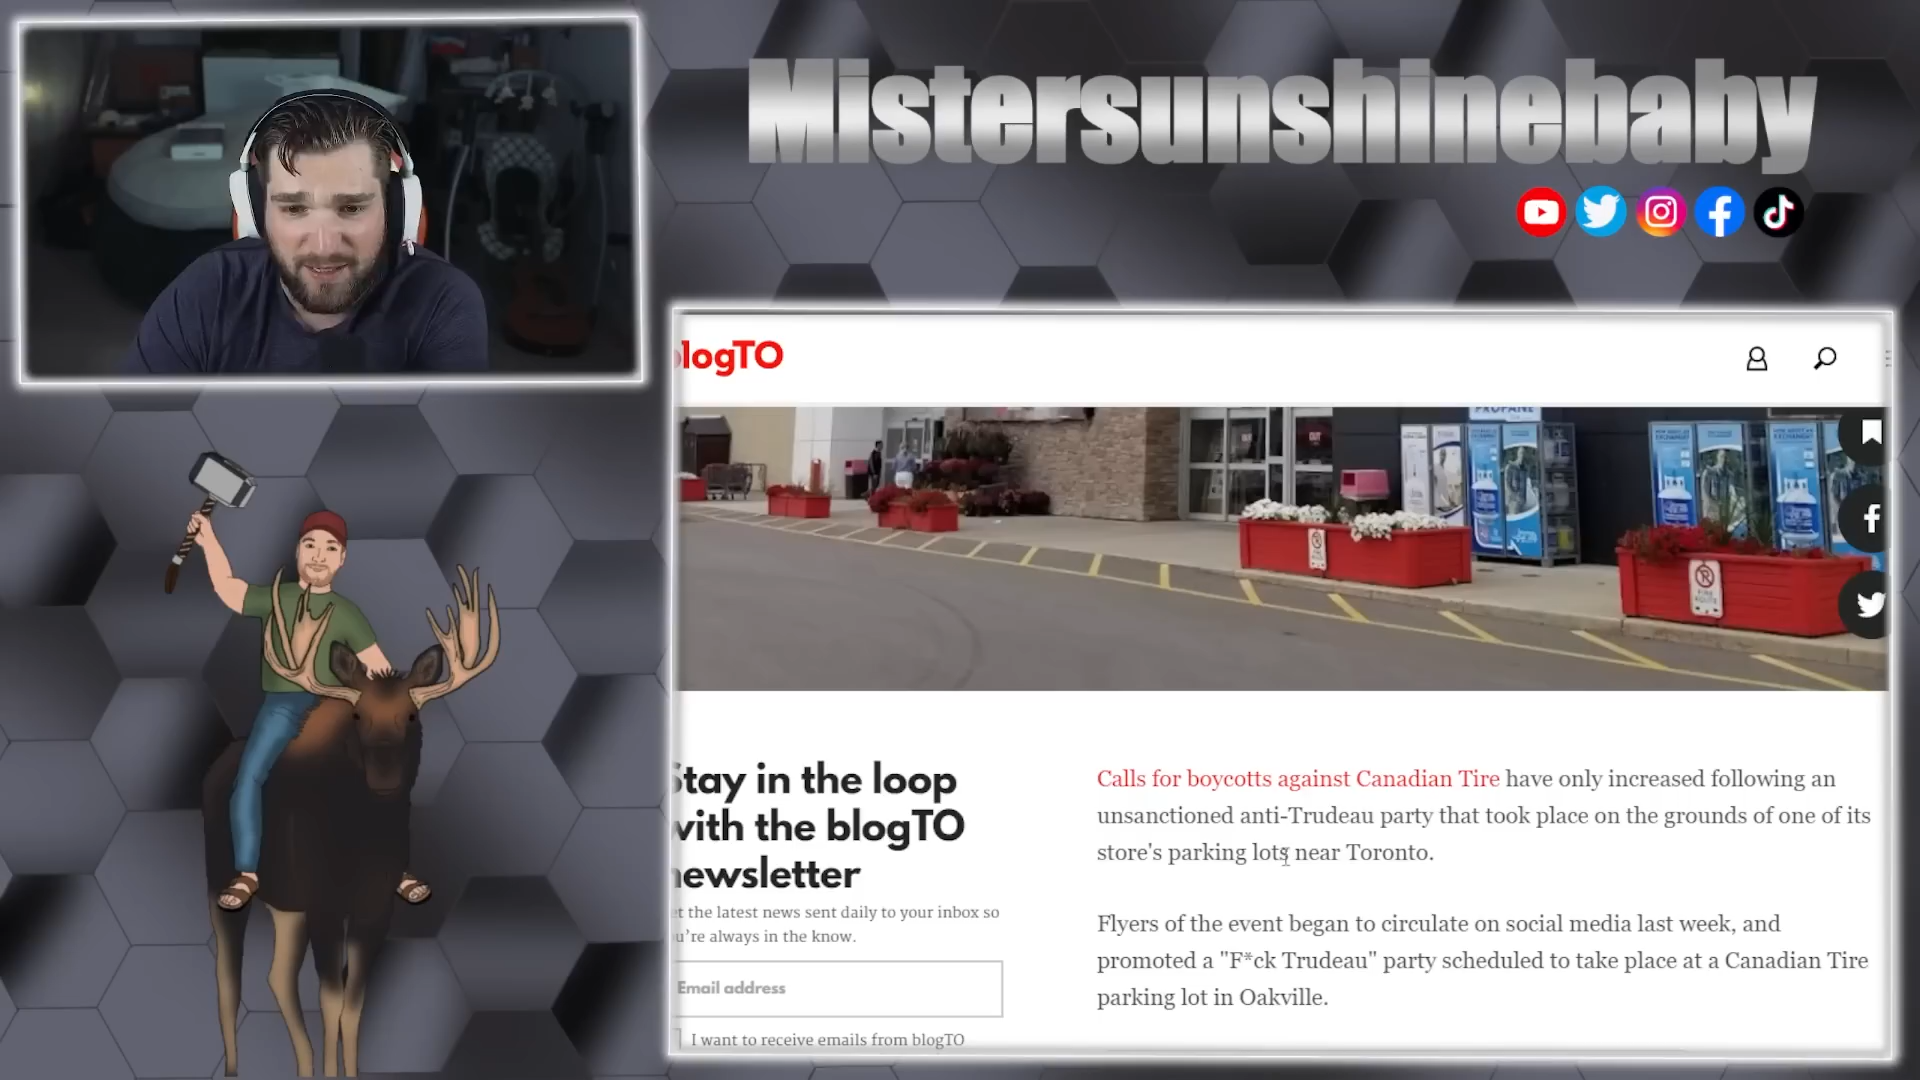 Mistersunshinebaby
blogTO
PROPANE
Stay in the loop
with the blogTO
newsletter
Get the latest news sent daily to your inbox so
you're always in the know.
Email address
I want to receive emails from blogTO
Calls for boycotts against Canadian Tire have only increased following an
unsanctioned anti-Trudeau party that took place on the grounds of one of its
store's parking lots near Toronto.
Flyers of the event began to circulate on social media last week, and
promoted a "F*ck Trudeau" party scheduled to take place at a Canadian Tire
parking lot in Oakville.